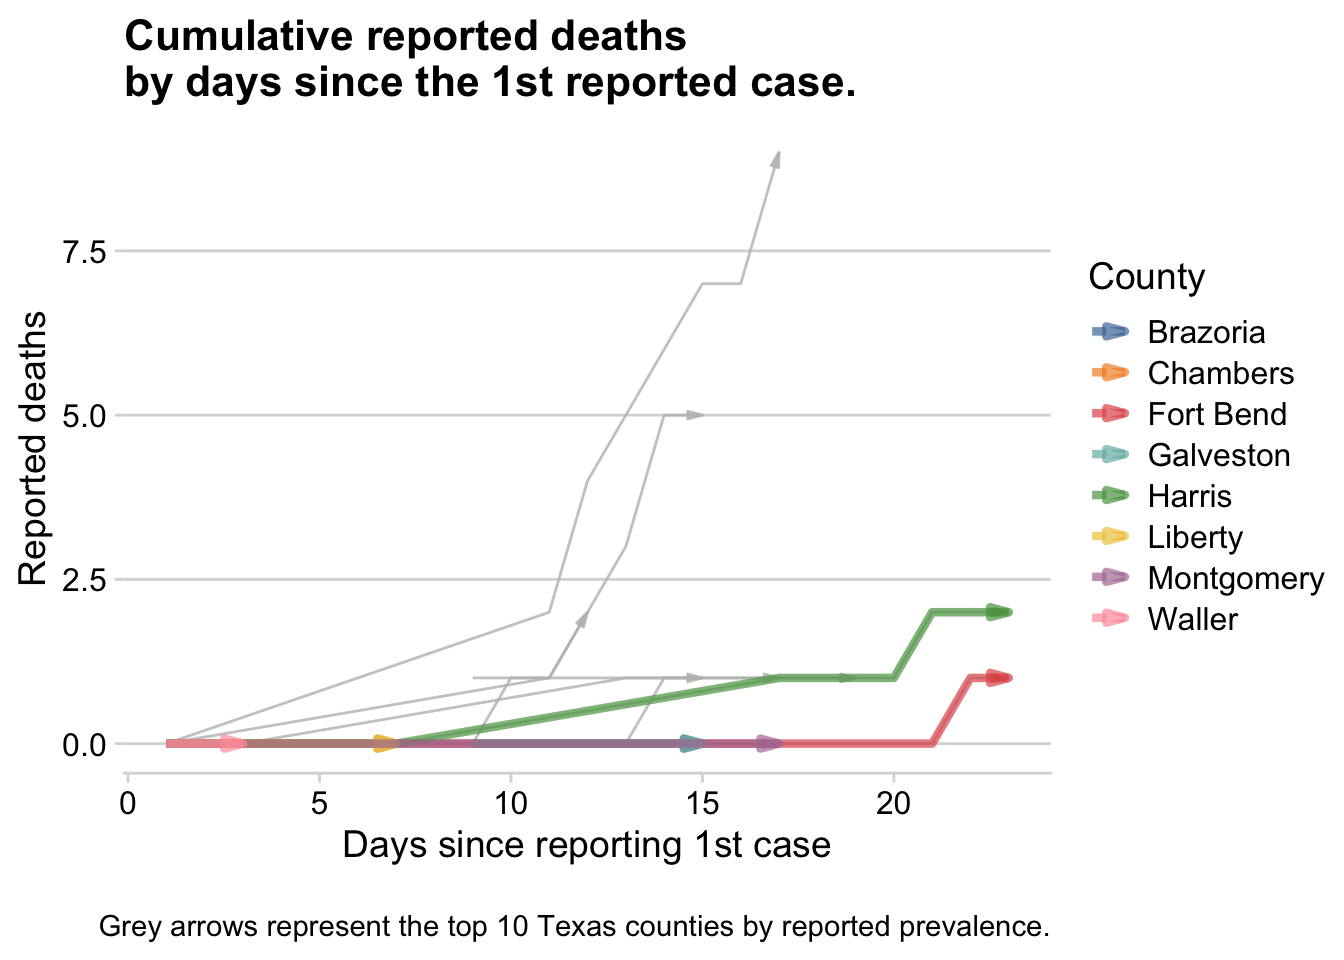 Cumulative reported deaths
by days since the 1st reported case.
Reported deaths
7.5
5.0
2.5
0.0
0
5
10
15
20
Days since reporting 1st case
County
Brazoria
Chambers
Fort Bend
Galveston
Harris
Liberty
Montgomery
Waller
Grey arrows represent the top 10 Texas counties by reported prevalence.